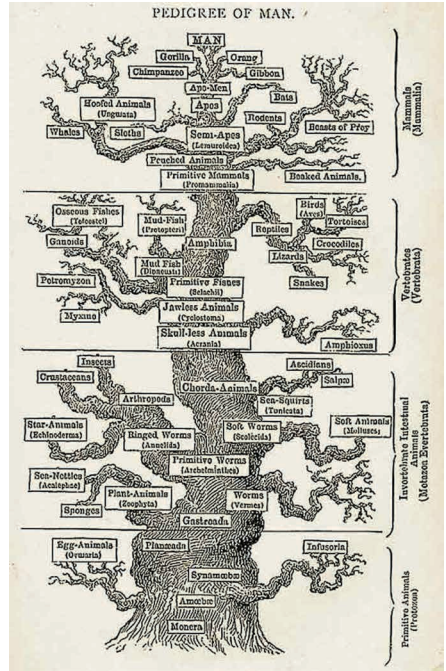 PEDIGREE OF MAN.
MAN
Gorilla
Orang
Chimpanzee
Gibbon
Apo-Men
Apes
Bats
Hoofed Animals
(Ungulata)
Rodents
Whales
Sloths
Semi-Apes
(Lemuroidea)
Beasts of Prey
Pouched Animals
Primitive Mammals
(Promammalia)
Beaked Animals.
Mammals
(Mammalia)
Osseous Fishes
(Teleostei)
Mud-Fish
(Protopteri)
Birds
(Aves)
Tortoises
Reptiles
Ganoids
Amphibia
Crocodiles
Lizards
Mud Fish
(Dipneusti)
Petromyzon
Primitive Fishes
(Selachii)
Snakes
Jawless Animals
(Cyclostoma)
Myxine
Skull-less Animals
(Acrania)
Amphioxus
Vertebrates
(Vertebrata)
Insects
Ascidians
Crustaceans
Salpæ
Chorda-Animals
Arthropods
Sea-Squirts
(Tunicata)
Star-Animals
(Echinoderma)
Ringed Worms
(Annelida)
Soft Worms
(Scolecida)
Soft Animals
(Molluscs)
Primitive Worms
(Archelminthes)
Sea-Nettles
(Acalephae)
Plant-Animals
(Zoophyta)
Worms
(Vermes)
Sponges
Gastræada
Invertebrate Intestinal
Animals
(Metazoa Evertebrata)
Egg-Animals
(Ovularia)
Planæada
Infusoria
Synamœbæ
Amœbæ
Monera
Primitive Animals
(Protozoa)